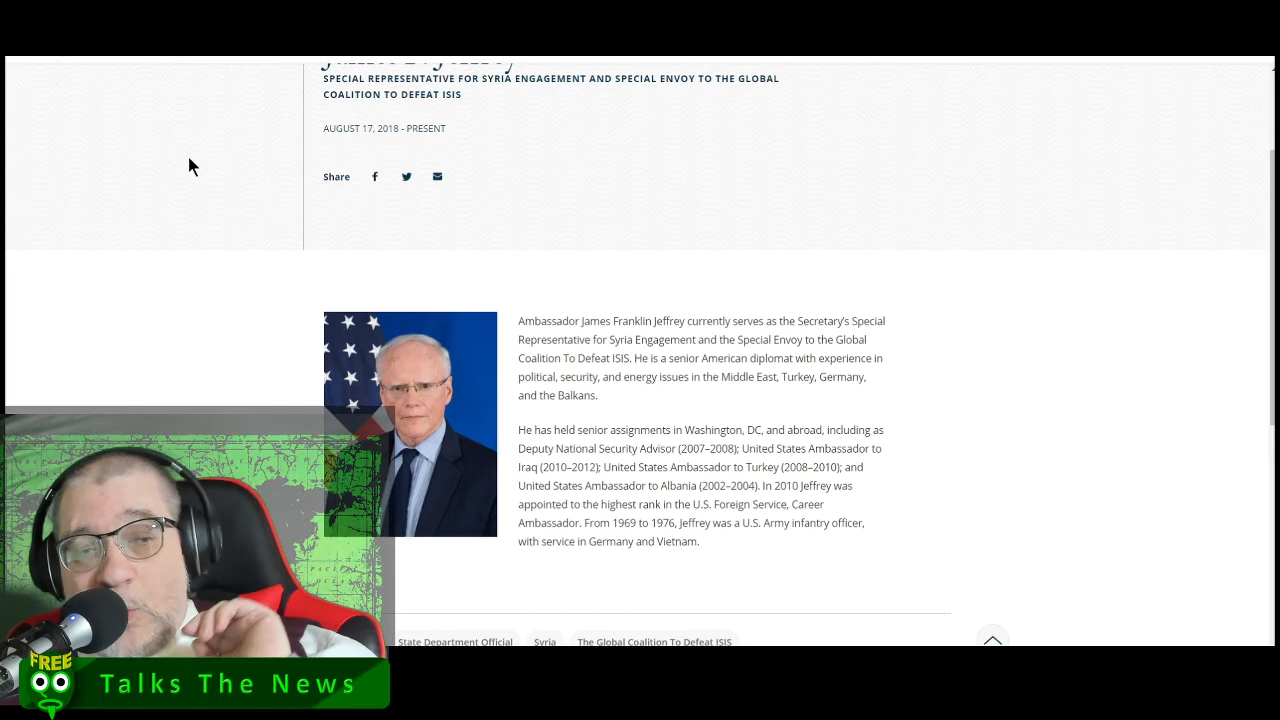 SPECIAL REPRESENTATIVE FOR SYRIA ENGAGEMENT AND SPECIAL ENVOY TO THE GLOBAL
COALITION TO DEFEAT ISIS
AUGUST 17, 2018 - PRESENT
Share
Ambassador James Franklin Jeffrey currently serves as the Secretary's Special
Representative for Syria Engagement and the Special Envoy to the Global
Coalition To Defeat ISIS. He is a senior American diplomat with experience in
political, security, and energy issues in the Middle East, Turkey, Germany,
and the Balkans.
He has held senior assignments in Washington, DC, and abroad, including as
Deputy National Security Advisor (2007–2008); United States Ambassador to
Iraq (2010–2012); United States Ambassador to Turkey (2008–2010); and
United States Ambassador to Albania (2002–2004). In 2010 Jeffrey was
appointed to the highest rank in the U.S. Foreign Service, Career
Ambassador. From 1969 to 1976, Jeffrey was a U.S. Army infantry officer,
with service in Germany and Vietnam.
State Department Official
Syria
The Global Coalition To Defeat ISIS
PACIFIC
OCEAN
FREE
Talks The News